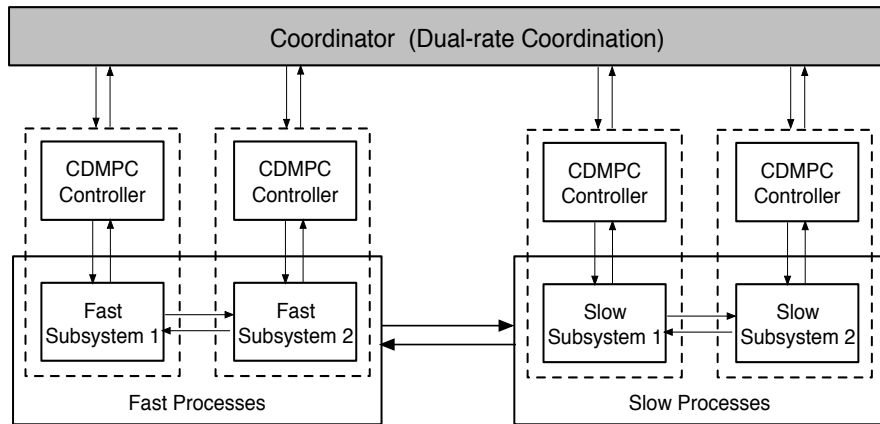 Coordinator (Dual-rate Coordination)
CDMPC
Controller
CDMPC
Controller
CDMPC
Controller
CDMPC
Controller
Fast
Subsystem 1
Fast
Subsystem 2
Slow
Subsystem 1
Slow
Subsystem 2
Fast Processes
Slow Processes